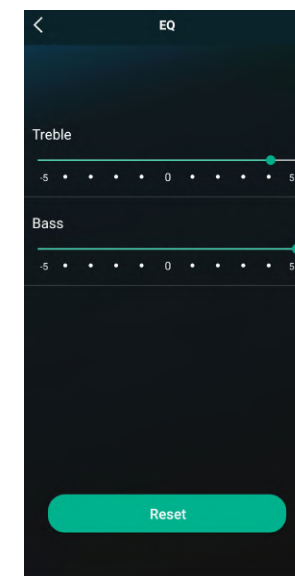 EQ
Treble
-5 • • • • 0 • • • • 5
Bass
-5 • • • • 0 • • • • 5
Reset